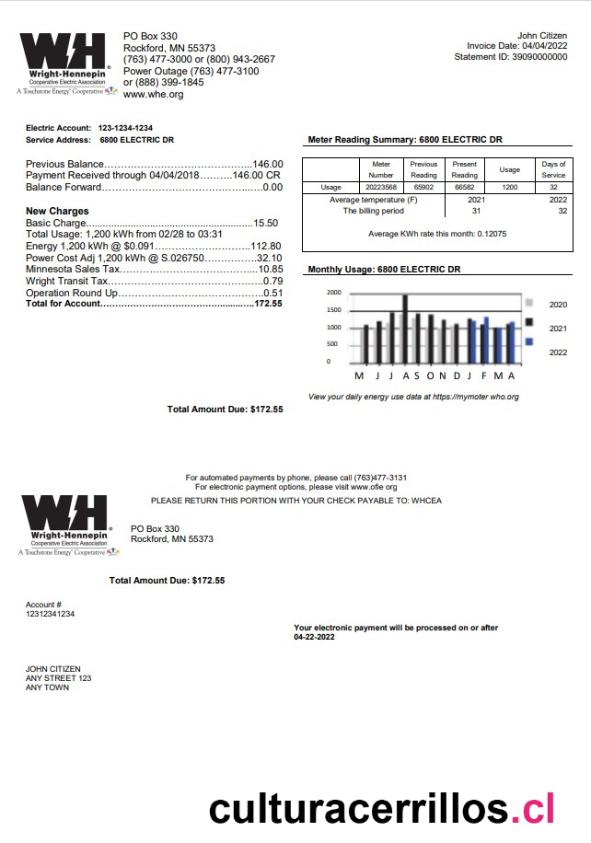 WH
Wright-Hennepin
Cooperative Electric Association
A Touchstone Energy® Cooperative
PO Box 330
Rockford, MN 55373
(763) 477-3000 or (800) 943-2667
Power Outage (763) 477-3100
or (888) 399-1845
www.whe.org
John Citizen
Invoice Date: 04/04/2022
Statement ID: 39090000000
Electric Account: 123-1234-1234
Service Address: 6800 ELECTRIC DR
Previous Balance.......................................146.00
Payment Received through 04/04/2018.........146.00 CR
Balance Forward.......................................0.00
New Charges
Basic Charge.......................................15.50
Total Usage: 1,200 kWh from 02/28 to 03:31
Energy 1,200 kWh @ $0.091...................112.80
Power Cost Adj 1,200 kWh @ S.026750.............32.10
Minnesota Sales Tax...................................10.85
Wright Transit Tax.......................................0.79
Operation Round Up...................................0.51
Total for Account.......................................172.55
Total Amount Due: $172.55
Meter Reading Summary: 6800 ELECTRIC DR
Meter Number Previous Reading Present Reading Usage Days of Service
Usage 20223568 65902 66582 1200 32
Average temperature (F) 2021 2022
The billing period 31 32
Average KWh rate this month: 0.12075
Monthly Usage: 6800 ELECTRIC DR
2000
1500
1000
500
0
M J J A S O N D J F M A
2020
2021
2022
View your daily energy use data at https://mymoter who.org
For automated payments by phone, please call (763)477-3131
For electronic payment options, please visit www.ofie org
PLEASE RETURN THIS PORTION WITH YOUR CHECK PAYABLE TO: WHCEA
WH
Wright-Hennepin
Cooperative Electric Association
A Touchstone Energy® Cooperative
PO Box 330
Rockford, MN 55373
Total Amount Due: $172.55
Account #
12312341234
Your electronic payment will be processed on or after
04-22-2022
JOHN CITIZEN
ANY STREET 123
ANY TOWN
culturacerrillos.cl